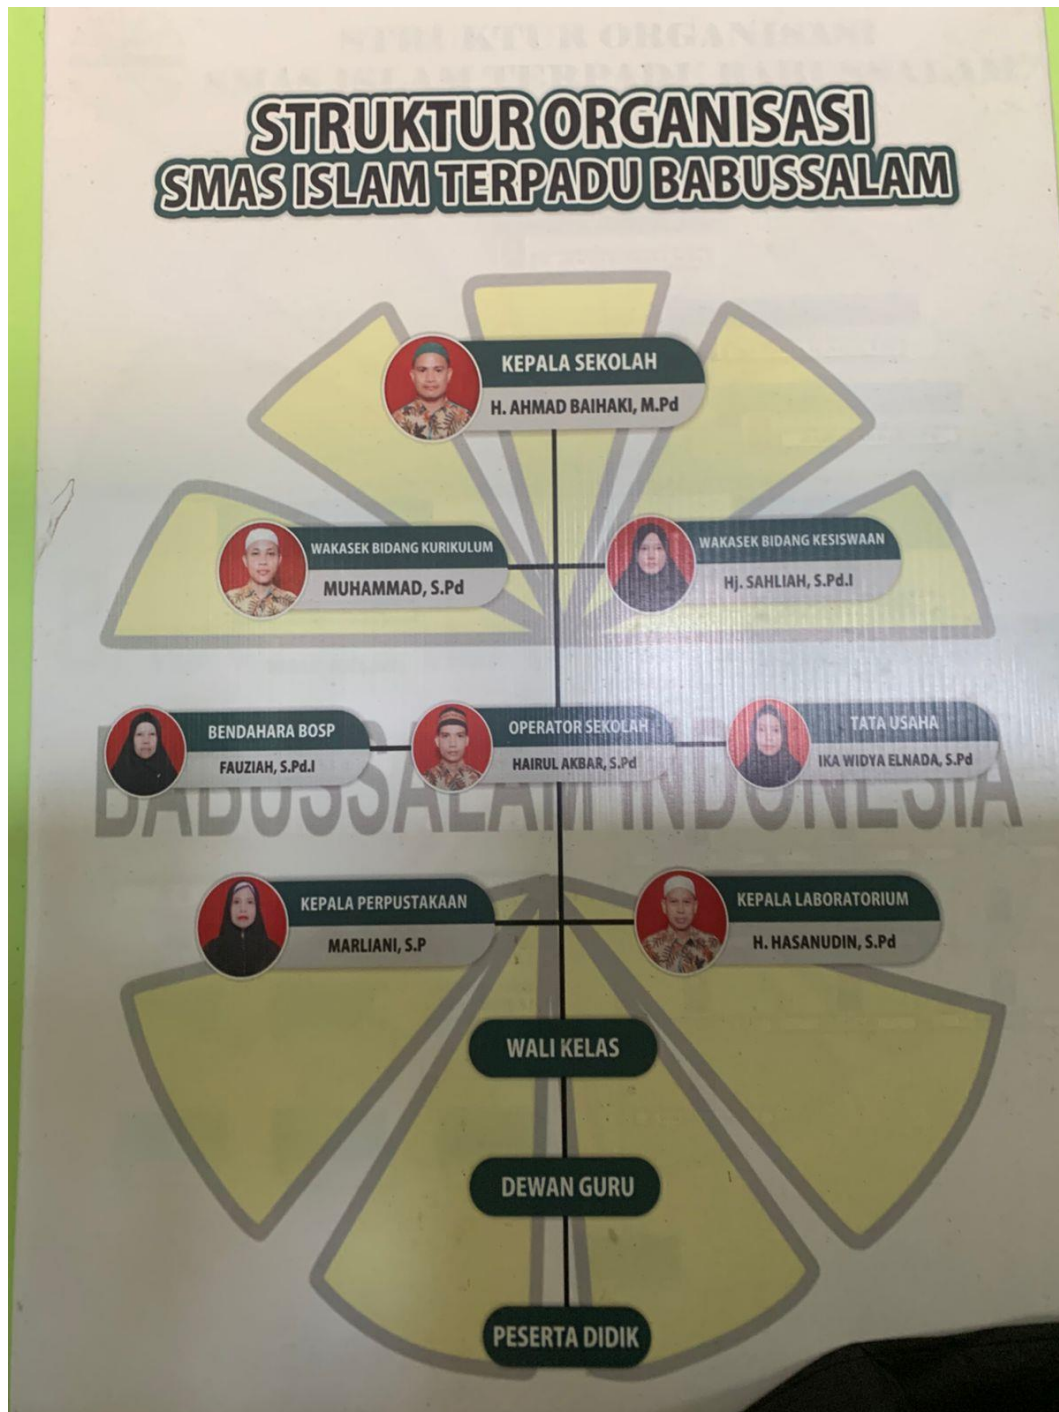 STRUKTUR ORGANISASI
SMAS ISLAM TERPADU BABUSSALAM
KEPALA SEKOLAH
H. AHMAD BAIHAKI, M.Pd
WAKASEK BIDANG KURIKULUM
MUHAMMAD, S.Pd
WAKASEK BIDANG KESISWAAN
Hj. SAHLIAH, S.Pd.I
BENDAHARA BOSP
FAUZIAH, S.Pd.I
OPERATOR SEKOLAH
HAIRUL AKBAR, S.Pd
TATA USAHA
IKA WIDYA ELNADA, S.Pd
BABUSSALAM INDONESIA
KEPALA PERPUSTAKAAN
MARLIANI, S.P
KEPALA LABORATORIUM
H. HASANUDIN, S.Pd
WALI KELAS
DEWAN GURU
PESERTA DIDIK